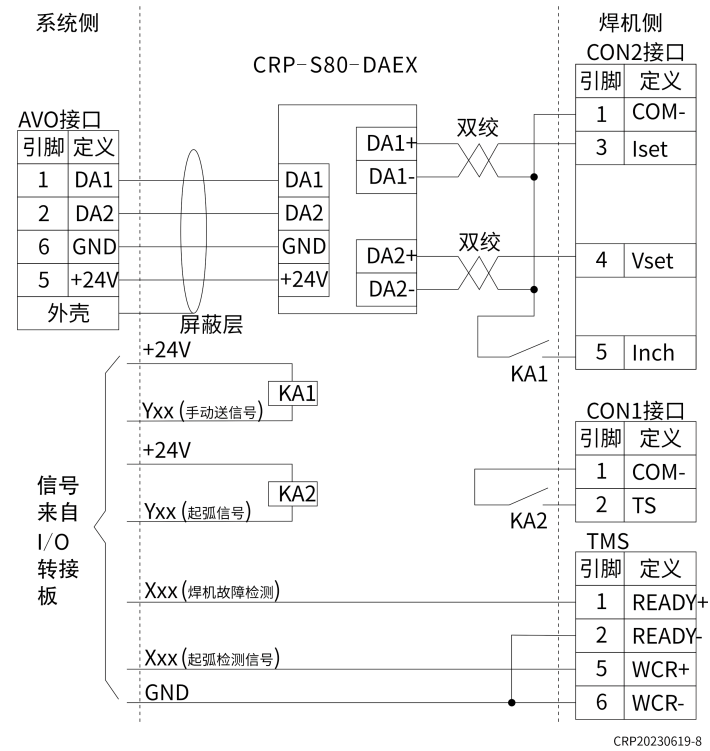 系统侧
焊机侧
CRP-S80-DAEX
CON2接口
引脚 定义
1 COM-
3 Iset
4 Vset
5 Inch
AVO接口
引脚 定义
1 DA1
2 DA2
6 GND
5 +24V
外壳
屏蔽层
DA1
DA2
GND
+24V
DA1+
DA1-
DA2+
DA2-
双绞
双绞
KA1
+24V
KA1
Yxx (手动送信号)
+24V
KA2
Yxx (起弧信号)
信号
来自
I/O
转接
板
CON1接口
引脚 定义
1 COM-
2 TS
KA2
TMS
引脚 定义
1 READY+
2 READY-
5 WCR+
6 WCR-
Xxx (焊机故障检测)
Xxx (起弧检测信号)
GND
CRP20230619-8